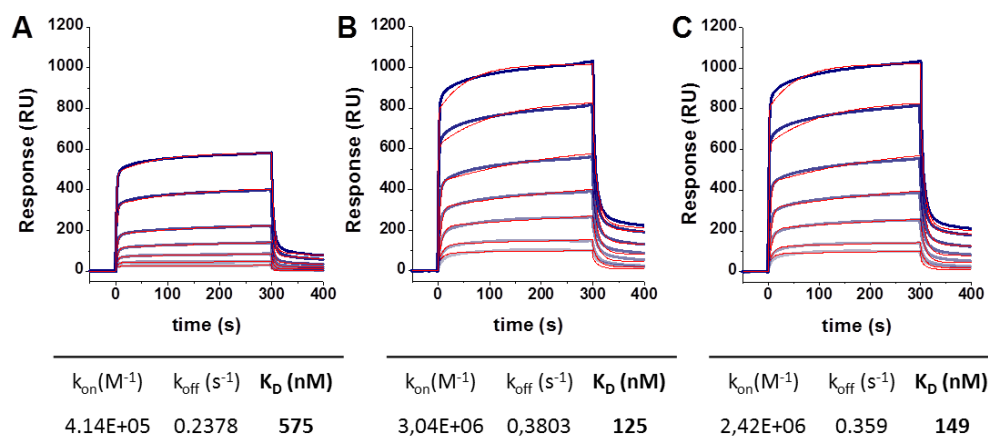 A
1200
1000
800
600
400
200
0
Response (RU)
0 100 200 300 400
time (s)
kon(M-1) koff (s-1) KD (nM)
4.14E+05 0.2378 575
B
1200
1000
800
600
400
200
0
Response (RU)
0 100 200 300 400
time (s)
kon(M-1) koff (s-1) KD (nM)
3,04E+06 0,3803 125
C
1200
1000
800
600
400
200
0
Response (RU)
0 100 200 300 400
time (s)
kon(M-1) koff (s-1) KD (nM)
2,42E+06 0.359 149